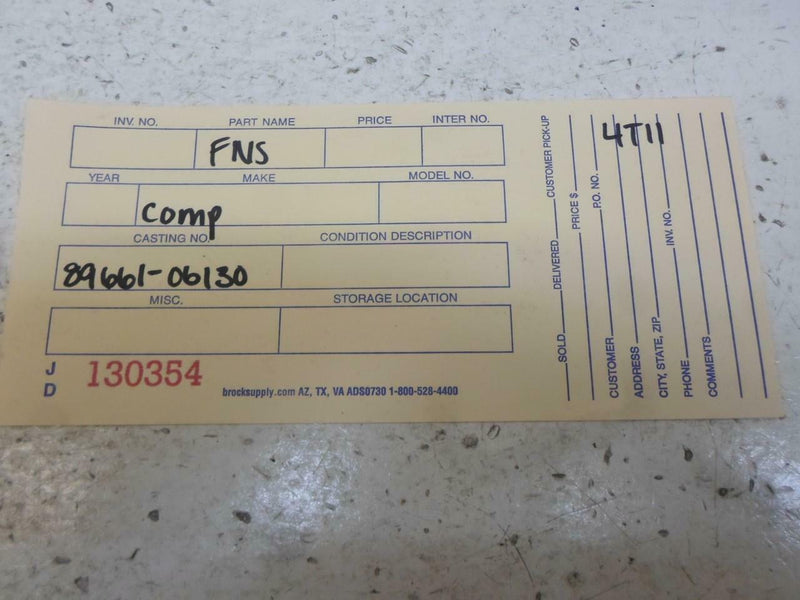 INV. NO. PART NAME PRICE INTER NO.
FNS
YEAR MAKE MODEL NO.
Comp
CASTING NO. CONDITION DESCRIPTION
89661-06130
MISC. STORAGE LOCATION
J
D
130354
brocksupply.com AZ, TX, VA ADS0730 1-800-528-4400
SOLD DELIVERED CUSTOMER PICK-UP
PRICE $
P.O. NO.
4T11
CUSTOMER
ADDRESS
CITY, STATE, ZIP
INV. NO.
PHONE
COMMENTS